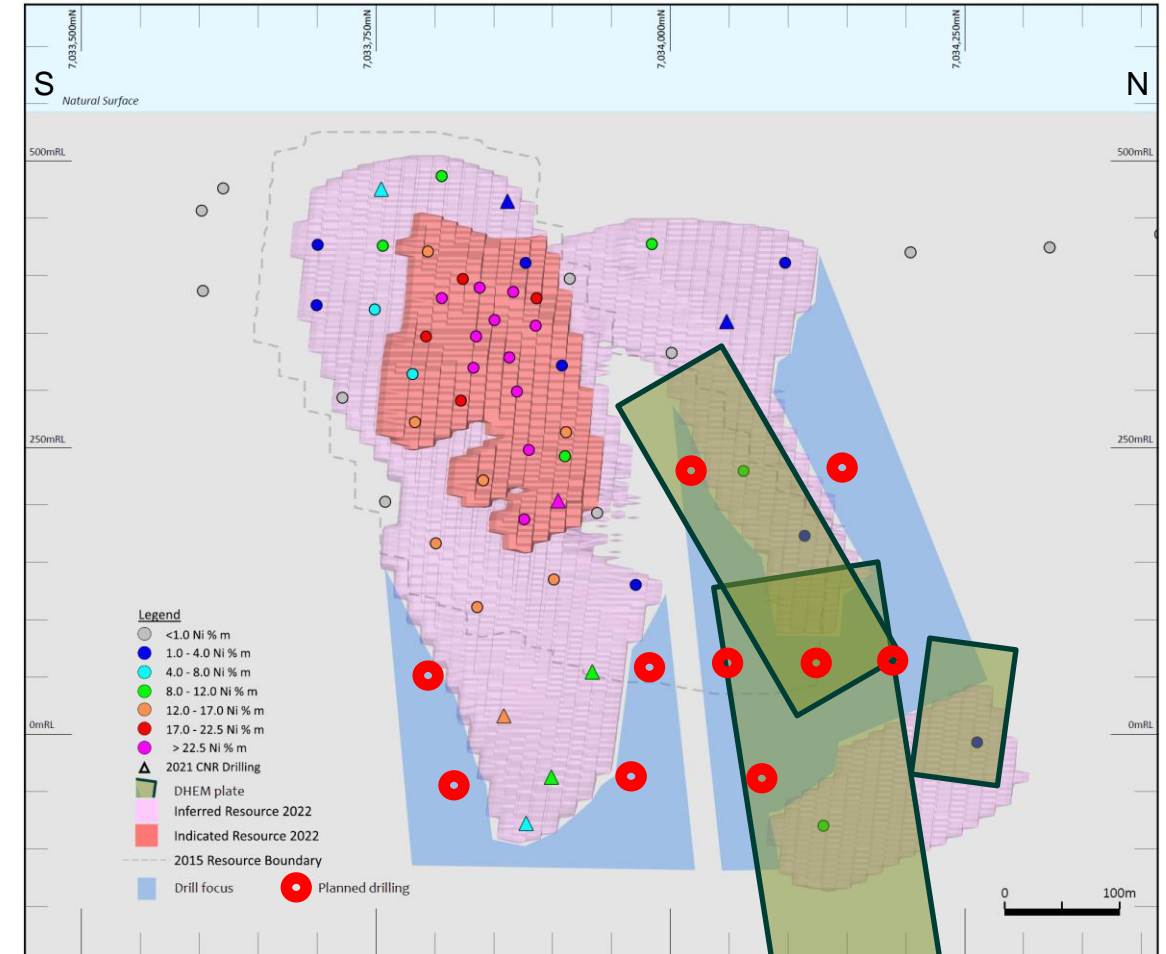 7,033,500mN
7,033,750mN
7,034,000mN
7,034,250mN
S
N
Natural Surface
500mRL
500mRL
250mRL
250mRL
0mRL
0mRL
Legend
<1.0 Ni % m
1.0 - 4.0 Ni % m
4.0 - 8.0 Ni % m
8.0 - 12.0 Ni % m
12.0 - 17.0 Ni % m
17.0 - 22.5 Ni % m
> 22.5 Ni % m
2021 CNR Drilling
DHEM plate
Inferred Resource 2022
Indicated Resource 2022
2015 Resource Boundary
Drill focus
Planned drilling
0
100m